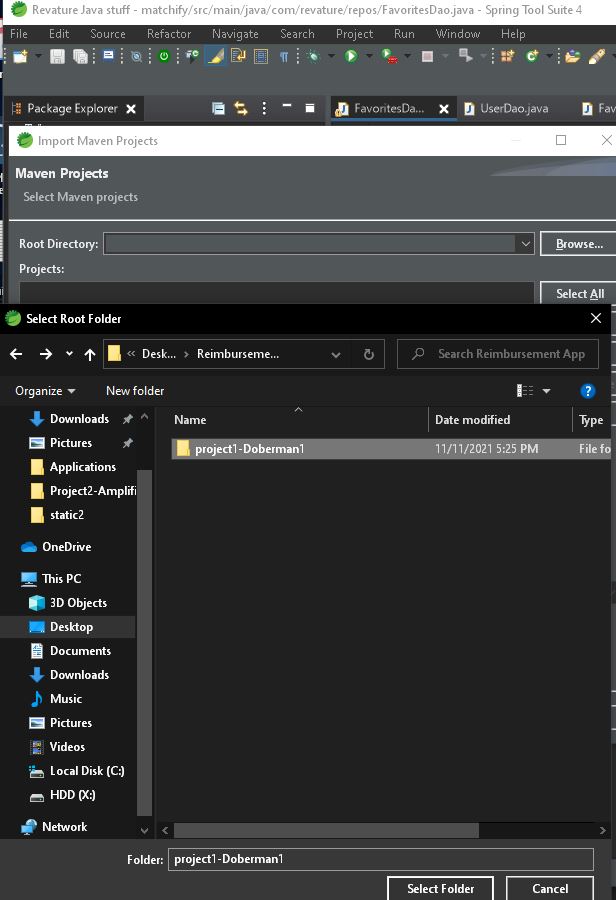 Revature Java stuff - matchify/src/main/java/com/revature/repos/FavoritesDao.java - Spring Tool Suite 4
File Edit Source Refactor Navigate Search Project Run Window Help
Package Explorer FavoritesDa... UserDao.java Fav
Import Maven Projects
Maven Projects
Select Maven projects
Root Directory: Browse...
Projects:
Select All
Select Root Folder
« Desk... > Reimburseme... Search Reimbursement App
Organize New folder
Name Date modified Type
project1-Doberman1 11/11/2021 5:25 PM File fo
Downloads
Pictures
Applications
Project2-Amplifi
static2
OneDrive
This PC
3D Objects
Desktop
Documents
Downloads
Music
Pictures
Videos
Local Disk (C:)
HDD (X:)
Network
Folder: project1-Doberman1
Select Folder Cancel